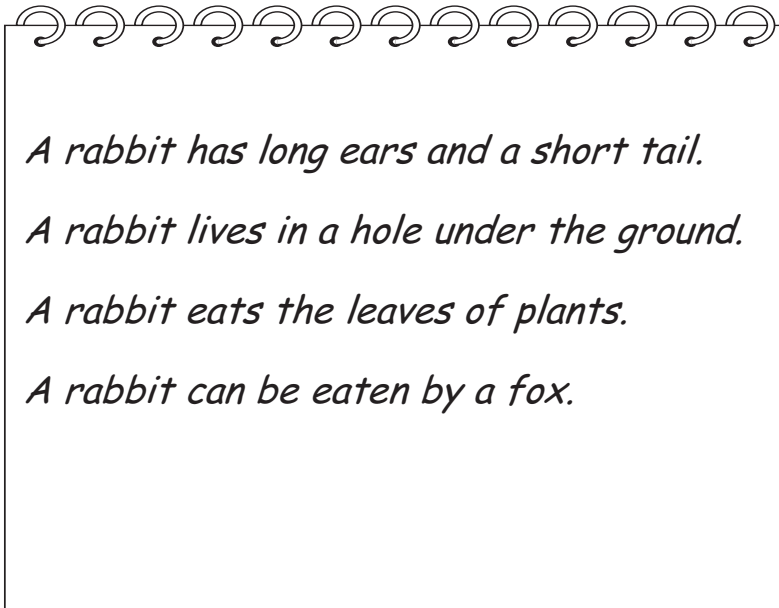 A rabbit has long ears and a short tail.
A rabbit lives in a hole under the ground.
A rabbit eats the leaves of plants.
A rabbit can be eaten by a fox.